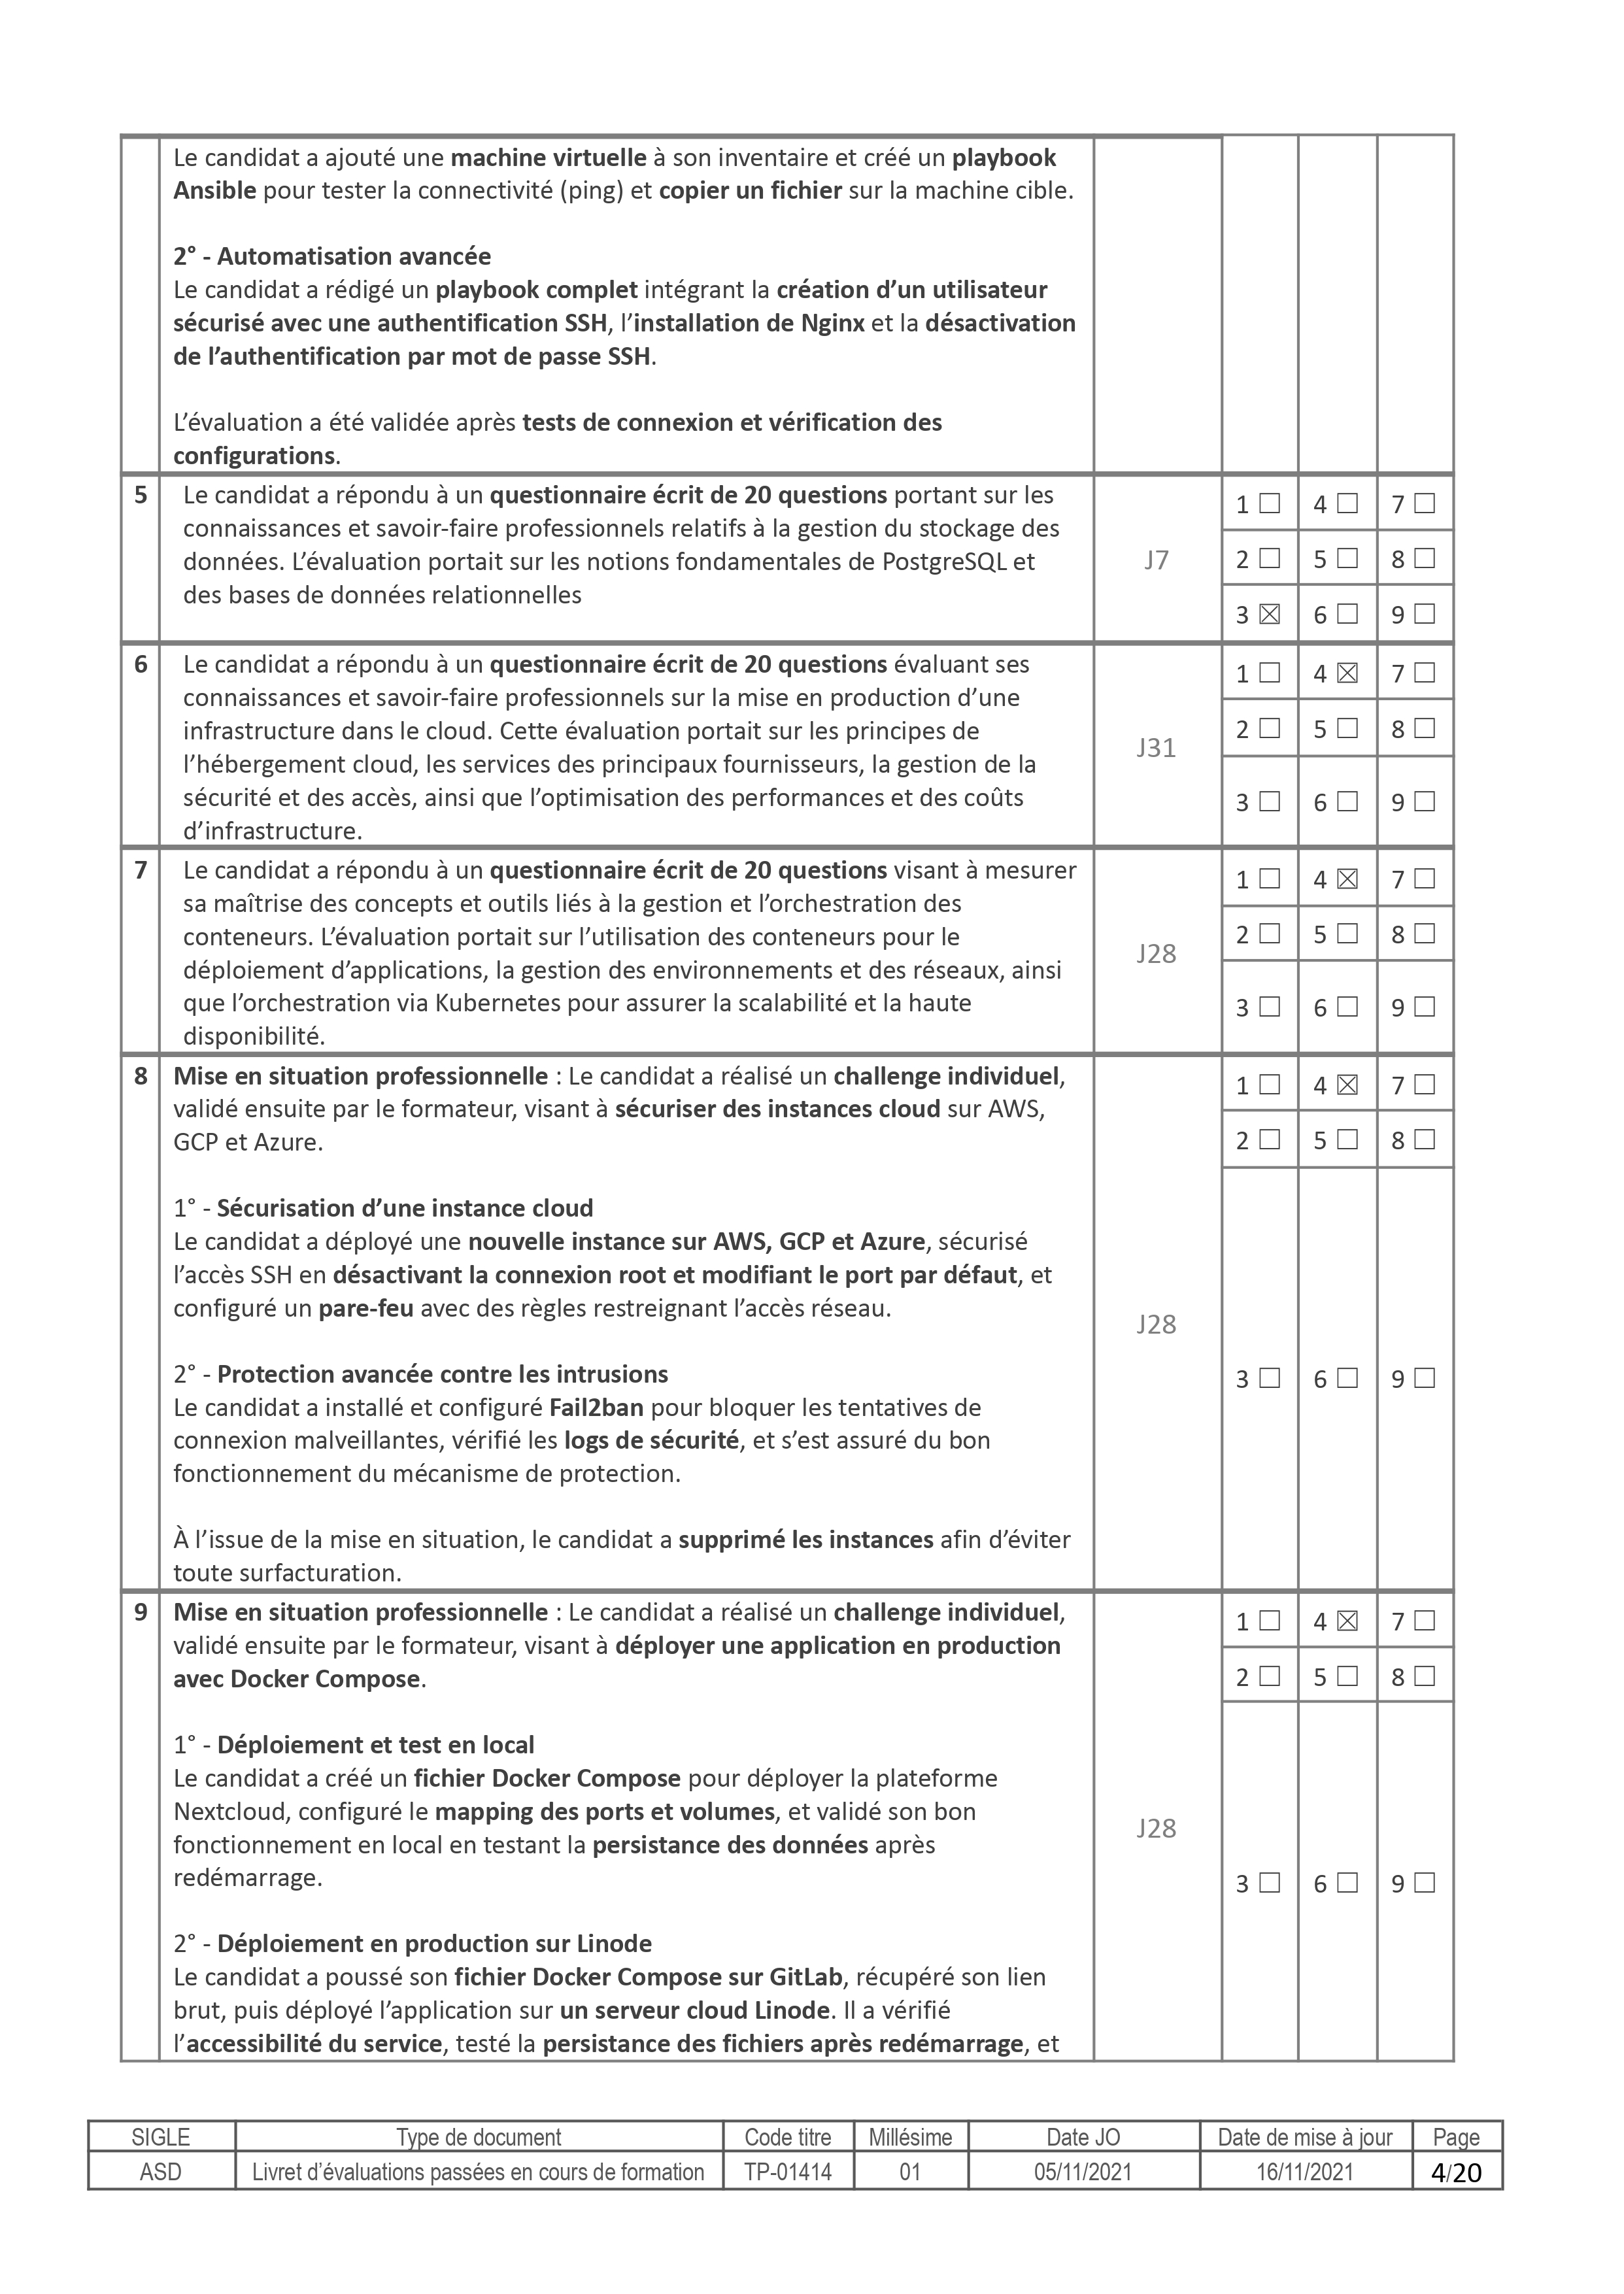 Le candidat a ajouté une machine virtuelle à son inventaire et créé un playbook
Ansible pour tester la connectivité (ping) et copier un fichier sur la machine cible.
2° - Automatisation avancée
Le candidat a rédigé un playbook complet intégrant la création d’un utilisateur
sécurisé avec une authentification SSH, l’installation de Nginx et la désactivation
de l’authentification par mot de passe SSH.
L’évaluation a été validée après tests de connexion et vérification des
configurations.
5
Le candidat a répondu à un questionnaire écrit de 20 questions portant sur les
connaissances et savoir-faire professionnels relatifs à la gestion du stockage des
données. L’évaluation portait sur les notions fondamentales de PostgreSQL et
des bases de données relationnelles
J7
1 ☐ 4 ☐ 7 ☐
2 ☐ 5 ☐ 8 ☐
3 ☒ 6 ☐ 9 ☐
6
Le candidat a répondu à un questionnaire écrit de 20 questions évaluant ses
connaissances et savoir-faire professionnels sur la mise en production d’une
infrastructure dans le cloud. Cette évaluation portait sur les principes de
l’hébergement cloud, les services des principaux fournisseurs, la gestion de la
sécurité et des accès, ainsi que l’optimisation des performances et des coûts
d’infrastructure.
J31
1 ☐ 4 ☒ 7 ☐
2 ☐ 5 ☐ 8 ☐
3 ☐ 6 ☐ 9 ☐
7
Le candidat a répondu à un questionnaire écrit de 20 questions visant à mesurer
sa maîtrise des concepts et outils liés à la gestion et l’orchestration des
conteneurs. L’évaluation portait sur l’utilisation des conteneurs pour le
déploiement d’applications, la gestion des environnements et des réseaux, ainsi
que l’orchestration via Kubernetes pour assurer la scalabilité et la haute
disponibilité.
J28
1 ☐ 4 ☒ 7 ☐
2 ☐ 5 ☐ 8 ☐
3 ☐ 6 ☐ 9 ☐
8
Mise en situation professionnelle : Le candidat a réalisé un challenge individuel,
validé ensuite par le formateur, visant à sécuriser des instances cloud sur AWS,
GCP et Azure.
1° - Sécurisation d’une instance cloud
Le candidat a déployé une nouvelle instance sur AWS, GCP et Azure, sécurisé
l’accès SSH en désactivant la connexion root et modifiant le port par défaut, et
configuré un pare-feu avec des règles restreignant l’accès réseau.
2° - Protection avancée contre les intrusions
Le candidat a installé et configuré Fail2ban pour bloquer les tentatives de
connexion malveillantes, vérifié les logs de sécurité, et s’est assuré du bon
fonctionnement du mécanisme de protection.
À l’issue de la mise en situation, le candidat a supprimé les instances afin d’éviter
toute surfacturation.
J28
1 ☐ 4 ☒ 7 ☐
2 ☐ 5 ☐ 8 ☐
3 ☐ 6 ☐ 9 ☐
9
Mise en situation professionnelle : Le candidat a réalisé un challenge individuel,
validé ensuite par le formateur, visant à déployer une application en production
avec Docker Compose.
1° - Déploiement et test en local
Le candidat a créé un fichier Docker Compose pour déployer la plateforme
Nextcloud, configuré le mapping des ports et volumes, et validé son bon
fonctionnement en local en testant la persistance des données après
redémarrage.
2° - Déploiement en production sur Linode
Le candidat a poussé son fichier Docker Compose sur GitLab, récupéré son lien
brut, puis déployé l’application sur un serveur cloud Linode. Il a vérifié
l’accessibilité du service, testé la persistance des fichiers après redémarrage, et
J28
1 ☐ 4 ☒ 7 ☐
2 ☐ 5 ☐ 8 ☐
3 ☐ 6 ☐ 9 ☐
SIGLE Type de document Code titre Millésime Date JO Date de mise à jour Page
ASD Livret d’évaluations passées en cours de formation TP-01414 01 05/11/2021 16/11/2021 4/20